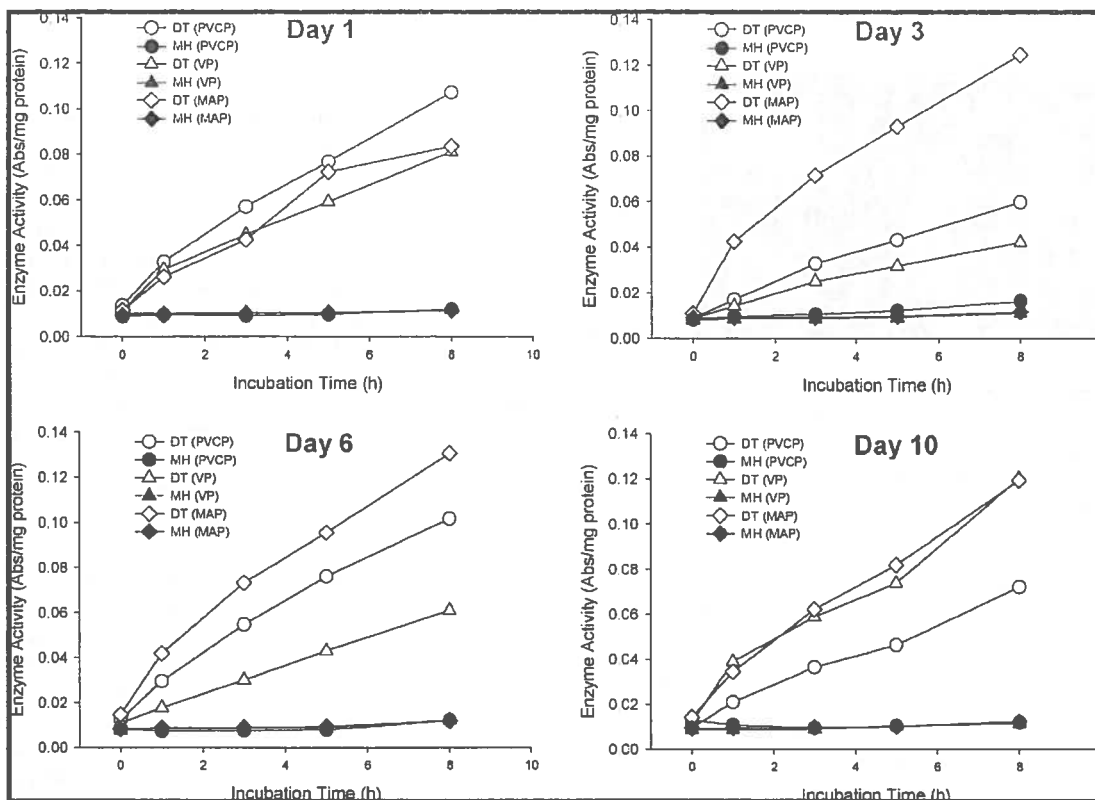 Day 1
DT (PVCP)
MH (PVCP)
DT (VP)
MH (VP)
DT (MAP)
MH (MAP)
Enzyme Activity (Abs/mg protein)
0.14
0.12
0.10
0.08
0.06
0.04
0.02
0.00
0 2 4 6 8 10
Incubation Time (h)
Day 3
DT (PVCP)
MH (PVCP)
DT (VP)
MH (VP)
DT (MAP)
MH (MAP)
Enzyme Activity (Abs/mg protein)
0.14
0.12
0.10
0.08
0.06
0.04
0.02
0.00
0 2 4 6 8
Incubation Time (h)
Day 6
DT (PVCP)
MH (PVCP)
DT (VP)
MH (VP)
DT (MAP)
MH (MAP)
Enzyme Activity (Abs/mg protein)
0.14
0.12
0.10
0.08
0.06
0.04
0.02
0.00
0 2 4 6 8 10
Incubation Time (h)
Day 10
DT (PVCP)
MH (PVCP)
DT (VP)
MH (VP)
DT (MAP)
MH (MAP)
Enzyme Activity (Abs/mg protein)
0.14
0.12
0.10
0.08
0.06
0.04
0.02
0.00
0 2 4 6 8
Incubation Time (h)